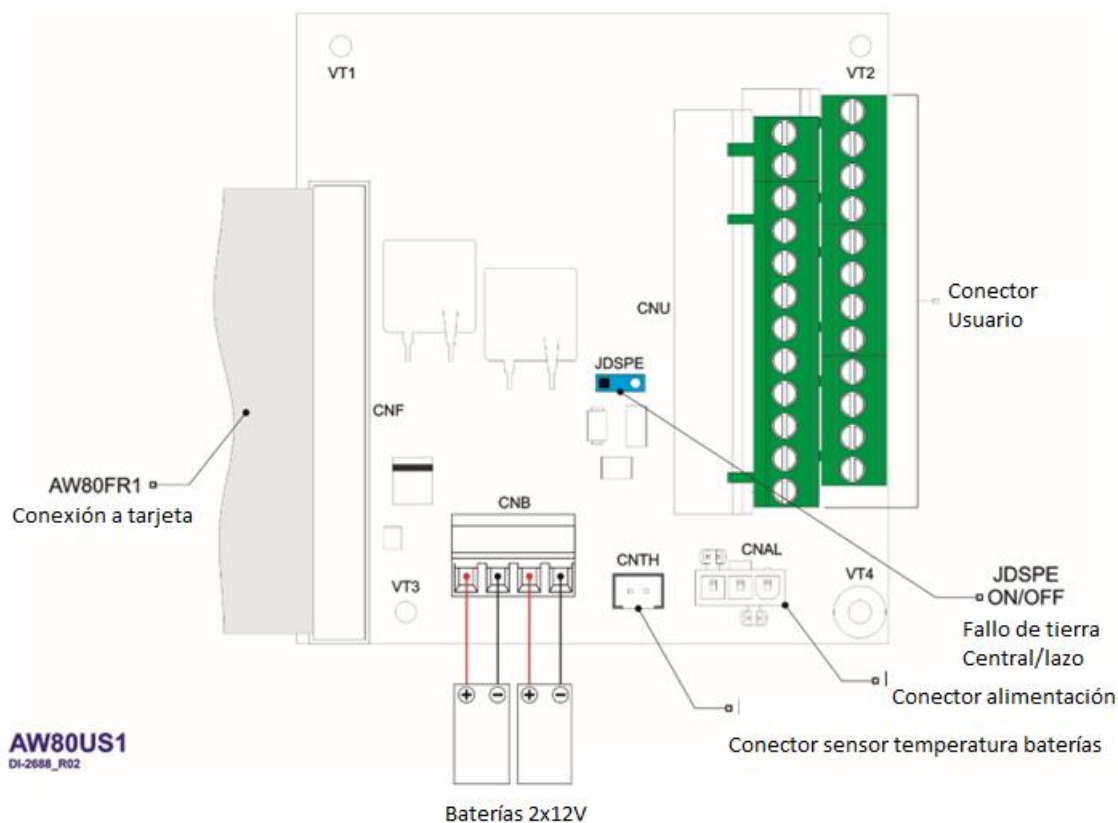 VT1
VT2
CNU
Conector
Usuario
JDSPE
CNF
AW80FR1
Conexión a tarjeta
CNB
CNTH
CNAL
VT3
VT4
JDSPE
ON/OFF
Fallo de tierra
Central/lazo
Conector alimentación
Conector sensor temperatura baterías
+ − + −
AW80US1
DI-2688_R02
Baterías 2x12V